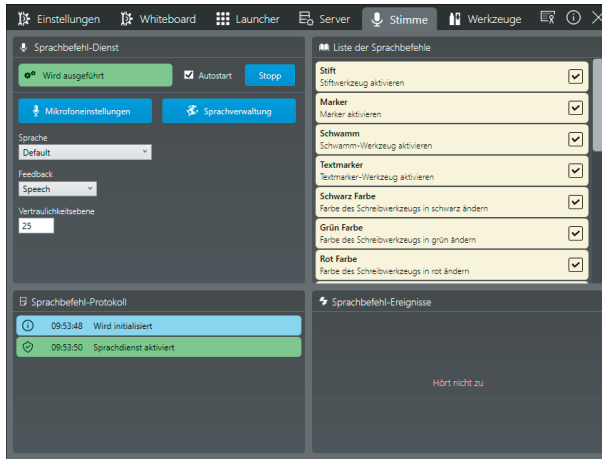 Einstellungen Whiteboard Launcher Server Stimme Werkzeuge
Sprachbefehl-Dienst
Wird ausgeführt Autostart Stopp
Mikrofoneinstellungen Sprachverwaltung
Sprache
Default
Feedback
Speech
Vertraulichkeitsebene
25
Liste der Sprachbefehle
Stift
Stiftwerkzeug aktivieren
Marker
Marker aktivieren
Schwamm
Schwamm-Werkzeug aktivieren
Textmarker
Textmarker-Werkzeug aktivieren
Schwarz Farbe
Farbe des Schreibwerkzeugs in schwarz ändern
Grün Farbe
Farbe des Schreibwerkzeugs in grün ändern
Rot Farbe
Farbe des Schreibwerkzeugs in rot ändern
Sprachbefehl-Protokoll
09:53:48 Wird initialisiert
09:53:50 Sprachdienst aktiviert
Sprachbefehl-Ereignisse
Hört nicht zu